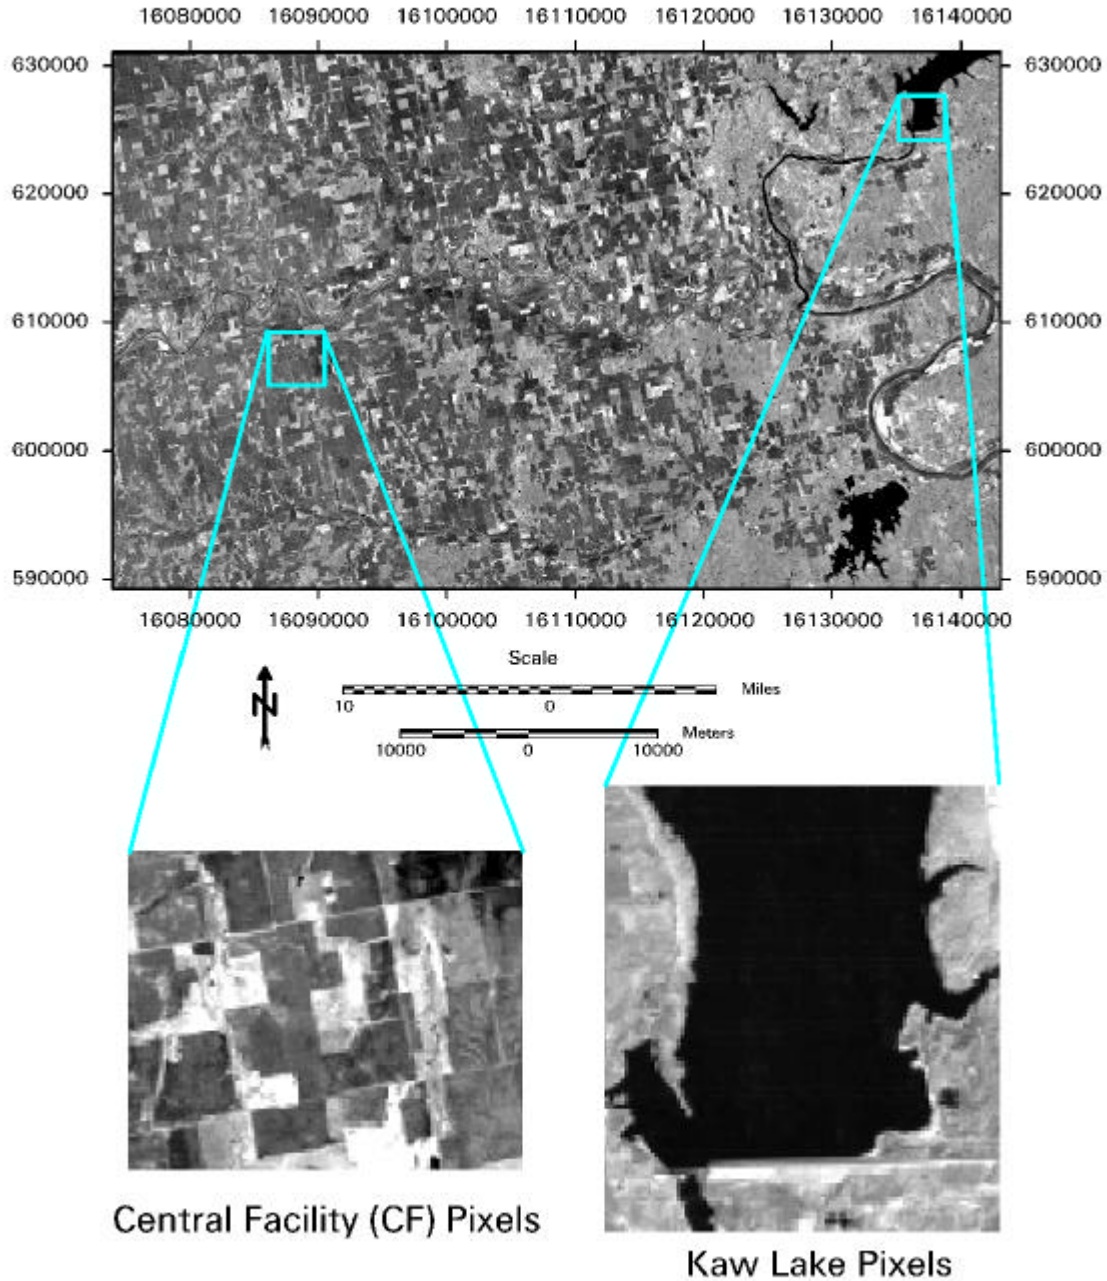 16080000 16090000 16100000 16110000 16120000 16130000 16140000
630000 630000
620000 620000
610000 610000
600000 600000
590000 590000
16080000 16090000 16100000 16110000 16120000 16130000 16140000
Scale
Miles
10 0
Meters
10000 0 10000
N
Central Facility (CF) Pixels
Kaw Lake Pixels